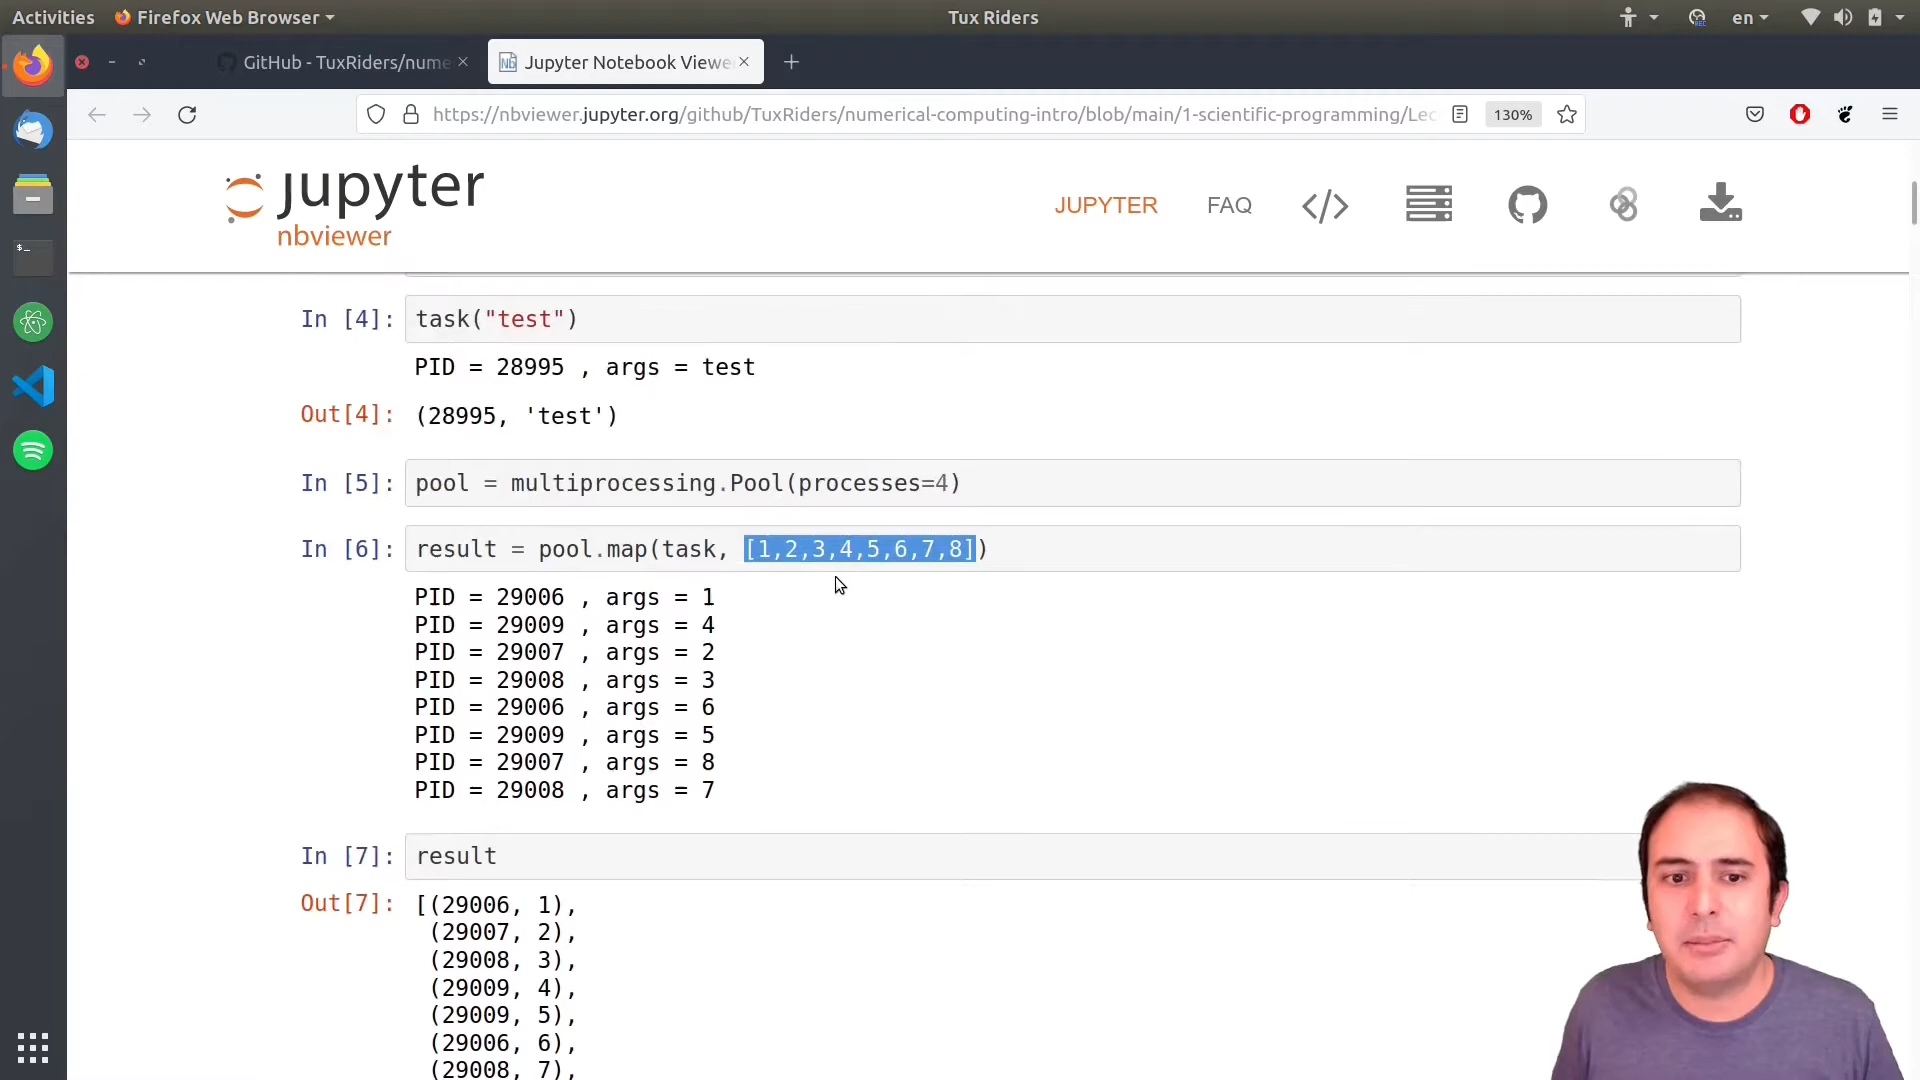 Activities Firefox Web Browser Tux Riders en
GitHub - TuxRiders/nume Jupyter Notebook Viewe
https://nbviewer.jupyter.org/github/TuxRiders/numerical-computing-intro/blob/main/1-scientific-programming/Lec 130%
jupyter
nbviewer
JUPYTER FAQ
In [4]: task("test")
PID = 28995 , args = test
Out[4]: (28995, 'test')
In [5]: pool = multiprocessing.Pool(processes=4)
In [6]: result = pool.map(task, [1,2,3,4,5,6,7,8])
PID = 29006 , args = 1
PID = 29009 , args = 4
PID = 29007 , args = 2
PID = 29008 , args = 3
PID = 29006 , args = 6
PID = 29009 , args = 5
PID = 29007 , args = 8
PID = 29008 , args = 7
In [7]: result
Out[7]: [(29006, 1),
(29007, 2),
(29008, 3),
(29009, 4),
(29009, 5),
(29006, 6),
(29008, 7),